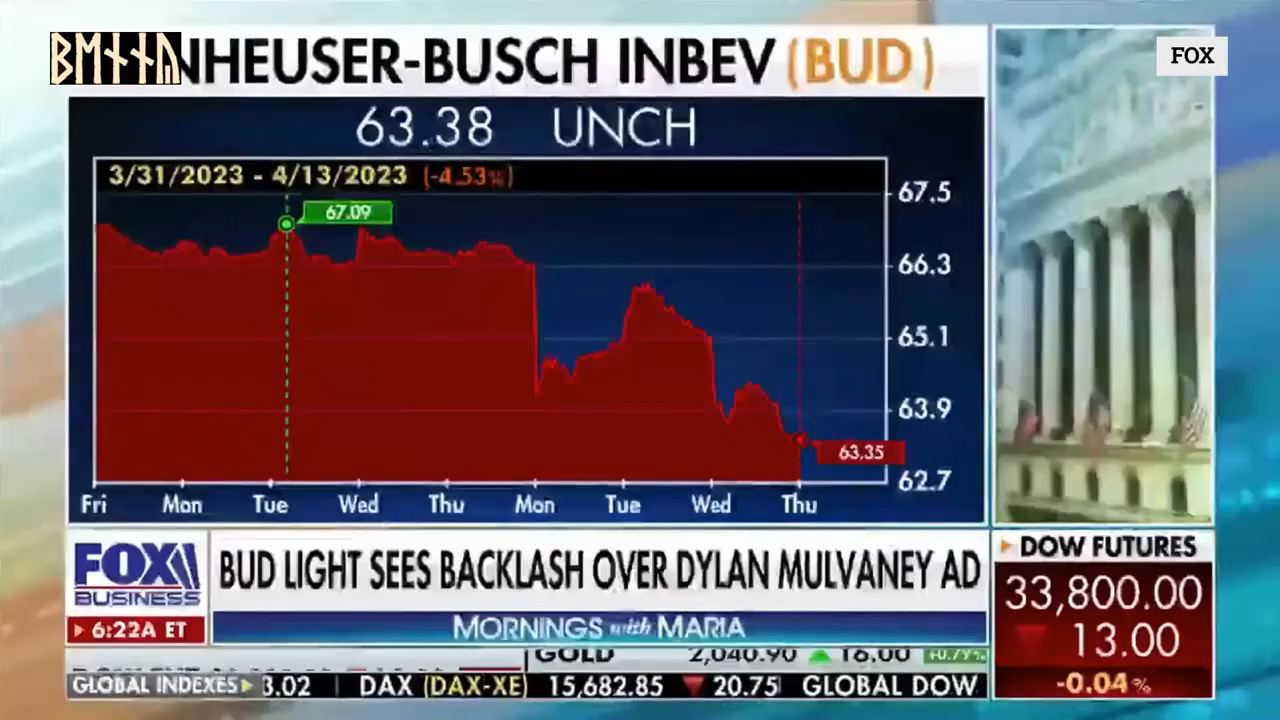 ᛒᛖᚾᚾᚢNHEUSER-BUSCH INBEV (BUD)
FOX
63.38 UNCH
3/31/2023 - 4/13/2023 (-4.53%)
67.09
67.5
66.3
65.1
63.9
63.35
62.7
Fri Mon Tue Wed Thu Mon Tue Wed Thu
FOX BUSINESS
6:22A ET
BUD LIGHT SEES BACKLASH OVER DYLAN MULVANEY AD
MORNINGS with MARIA
DOW FUTURES
33,800.00
13.00
-0.04%
GOLD 2,040.90 16.00 +0.79%
GLOBAL INDEXES 3.02 DAX (DAX-XE) 15,682.85 20.75 GLOBAL DOW